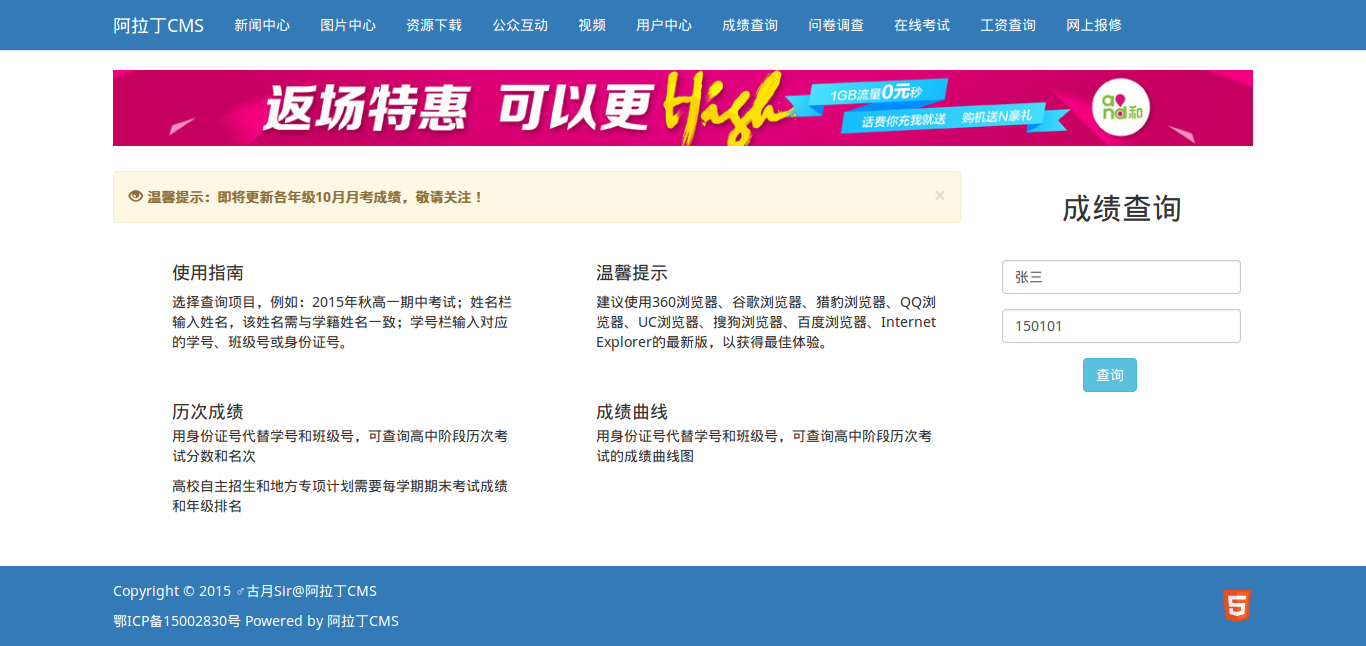 阿拉丁CMS 新闻中心 图片中心 资源下载 公众互动 视频 用户中心 成绩查询 问卷调查 在线考试 工资查询 网上报修
返场特惠 可以更High
1GB流量0元秒
话费你充我就送 购机送N豪礼
and和
温馨提示：即将更新各年级10月月考成绩，敬请关注！ ×
成绩查询
张三
150101
查询
使用指南
选择查询项目，例如：2015年秋高一期中考试；姓名栏
输入姓名，该姓名需与学籍姓名一致；学号栏输入对应
的学号、班级号或身份证号。
温馨提示
建议使用360浏览器、谷歌浏览器、猎豹浏览器、QQ浏
览器、UC浏览器、搜狗浏览器、百度浏览器、Internet
Explorer的最新版，以获得最佳体验。
历次成绩
用身份证号代替学号和班级号，可查询高中阶段历次考
试分数和名次
高校自主招生和地方专项计划需要每学期期末考试成绩
和年级排名
成绩曲线
用身份证号代替学号和班级号，可查询高中阶段历次考
试的成绩曲线图
Copyright © 2015 ♂古月Sir@阿拉丁CMS
鄂ICP备15002830号 Powered by 阿拉丁CMS
5